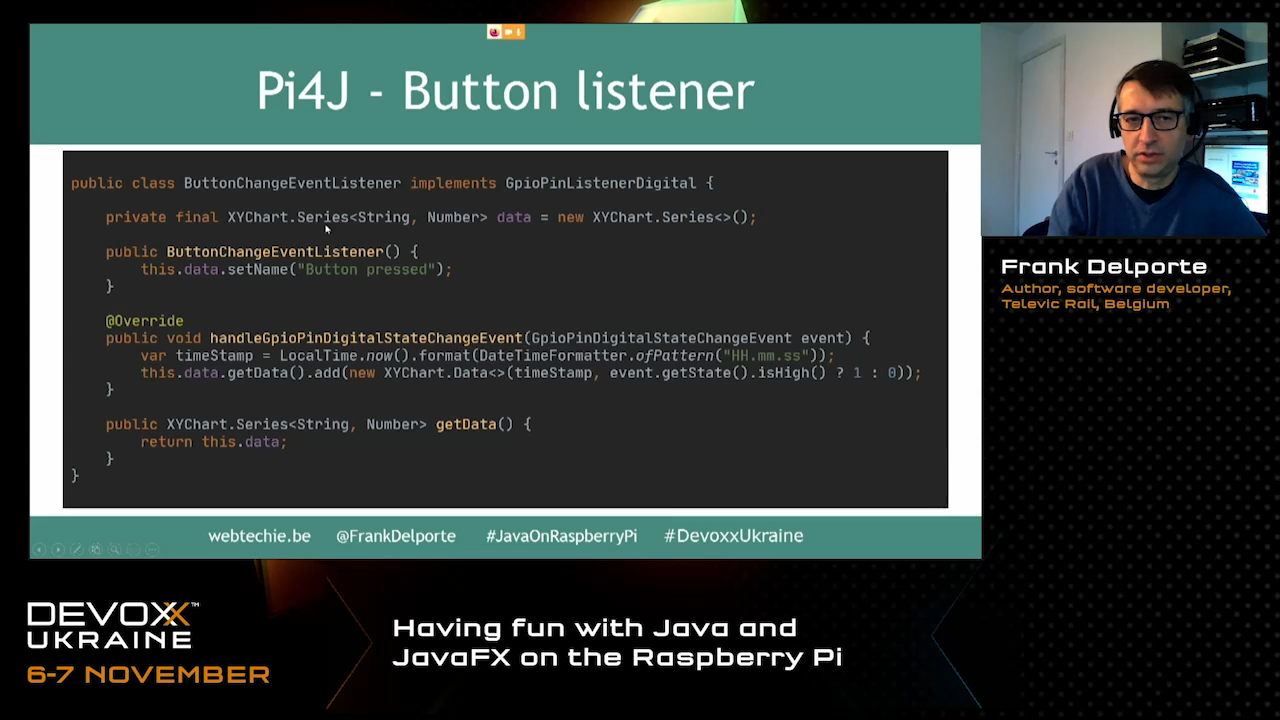 Pi4J - Button listener
public class ButtonChangeEventListener implements GpioPinListenerDigital {
private final XYChart.Series<String, Number> data = new XYChart.Series<>();
public ButtonChangeEventListener() {
this.data.setName("Button pressed");
}
@Override
public void handleGpioPinDigitalStateChangeEvent(GpioPinDigitalStateChangeEvent event) {
var timeStamp = LocalTime.now().format(DateTimeFormatter.ofPattern("HH.mm.ss"));
this.data.getData().add(new XYChart.Data<>(timeStamp, event.getState().isHigh() ? 1 : 0));
}
public XYChart.Series<String, Number> getData() {
return this.data;
}
}
webtechie.be @FrankDelporte #JavaOnRaspberryPi #DevoxxUkraine
Frank Delporte
Author, software developer,
Televic Rail, Belgium
DEVOXX™
UKRAINE
6-7 NOVEMBER
Having fun with Java and
JavaFX on the Raspberry Pi